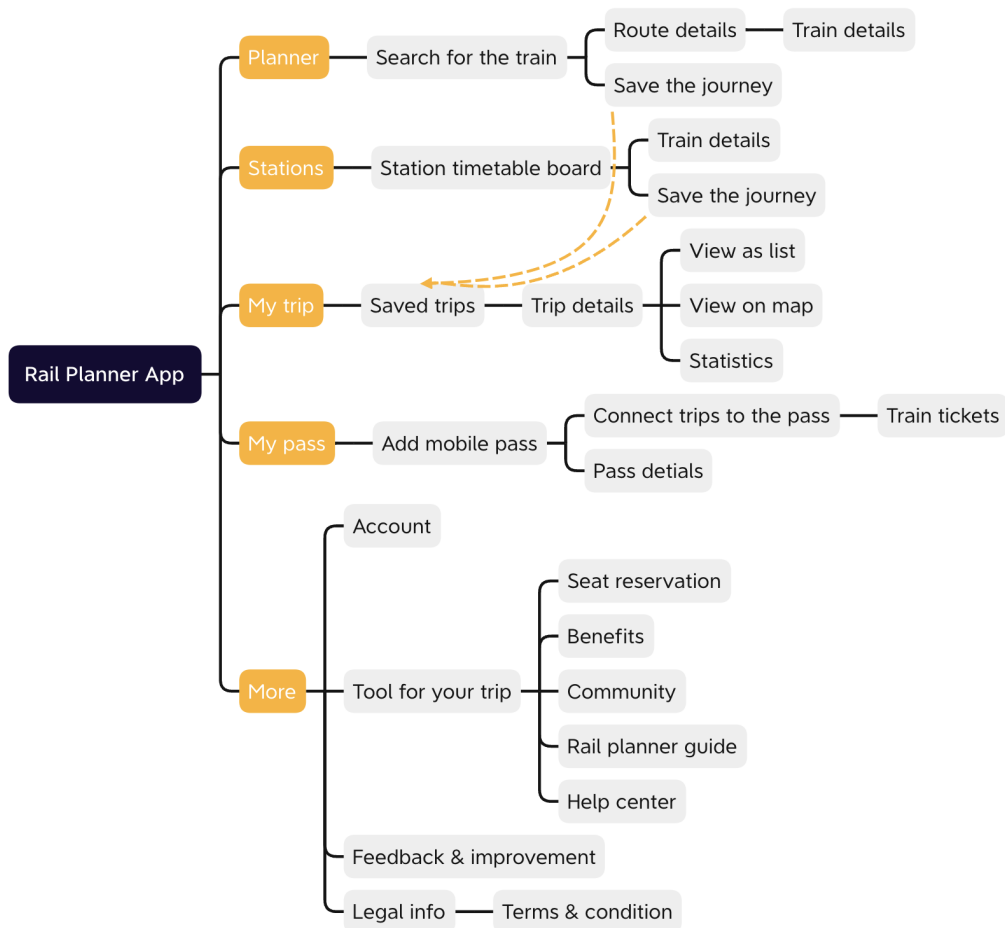 Rail Planner App
Planner
Search for the train
Route details
Train details
Save the journey
Stations
Station timetable board
Train details
Save the journey
My trip
Saved trips
Trip details
View as list
View on map
Statistics
My pass
Add mobile pass
Connect trips to the pass
Train tickets
Pass detials
More
Account
Tool for your trip
Seat reservation
Benefits
Community
Rail planner guide
Help center
Feedback & improvement
Legal info
Terms & condition